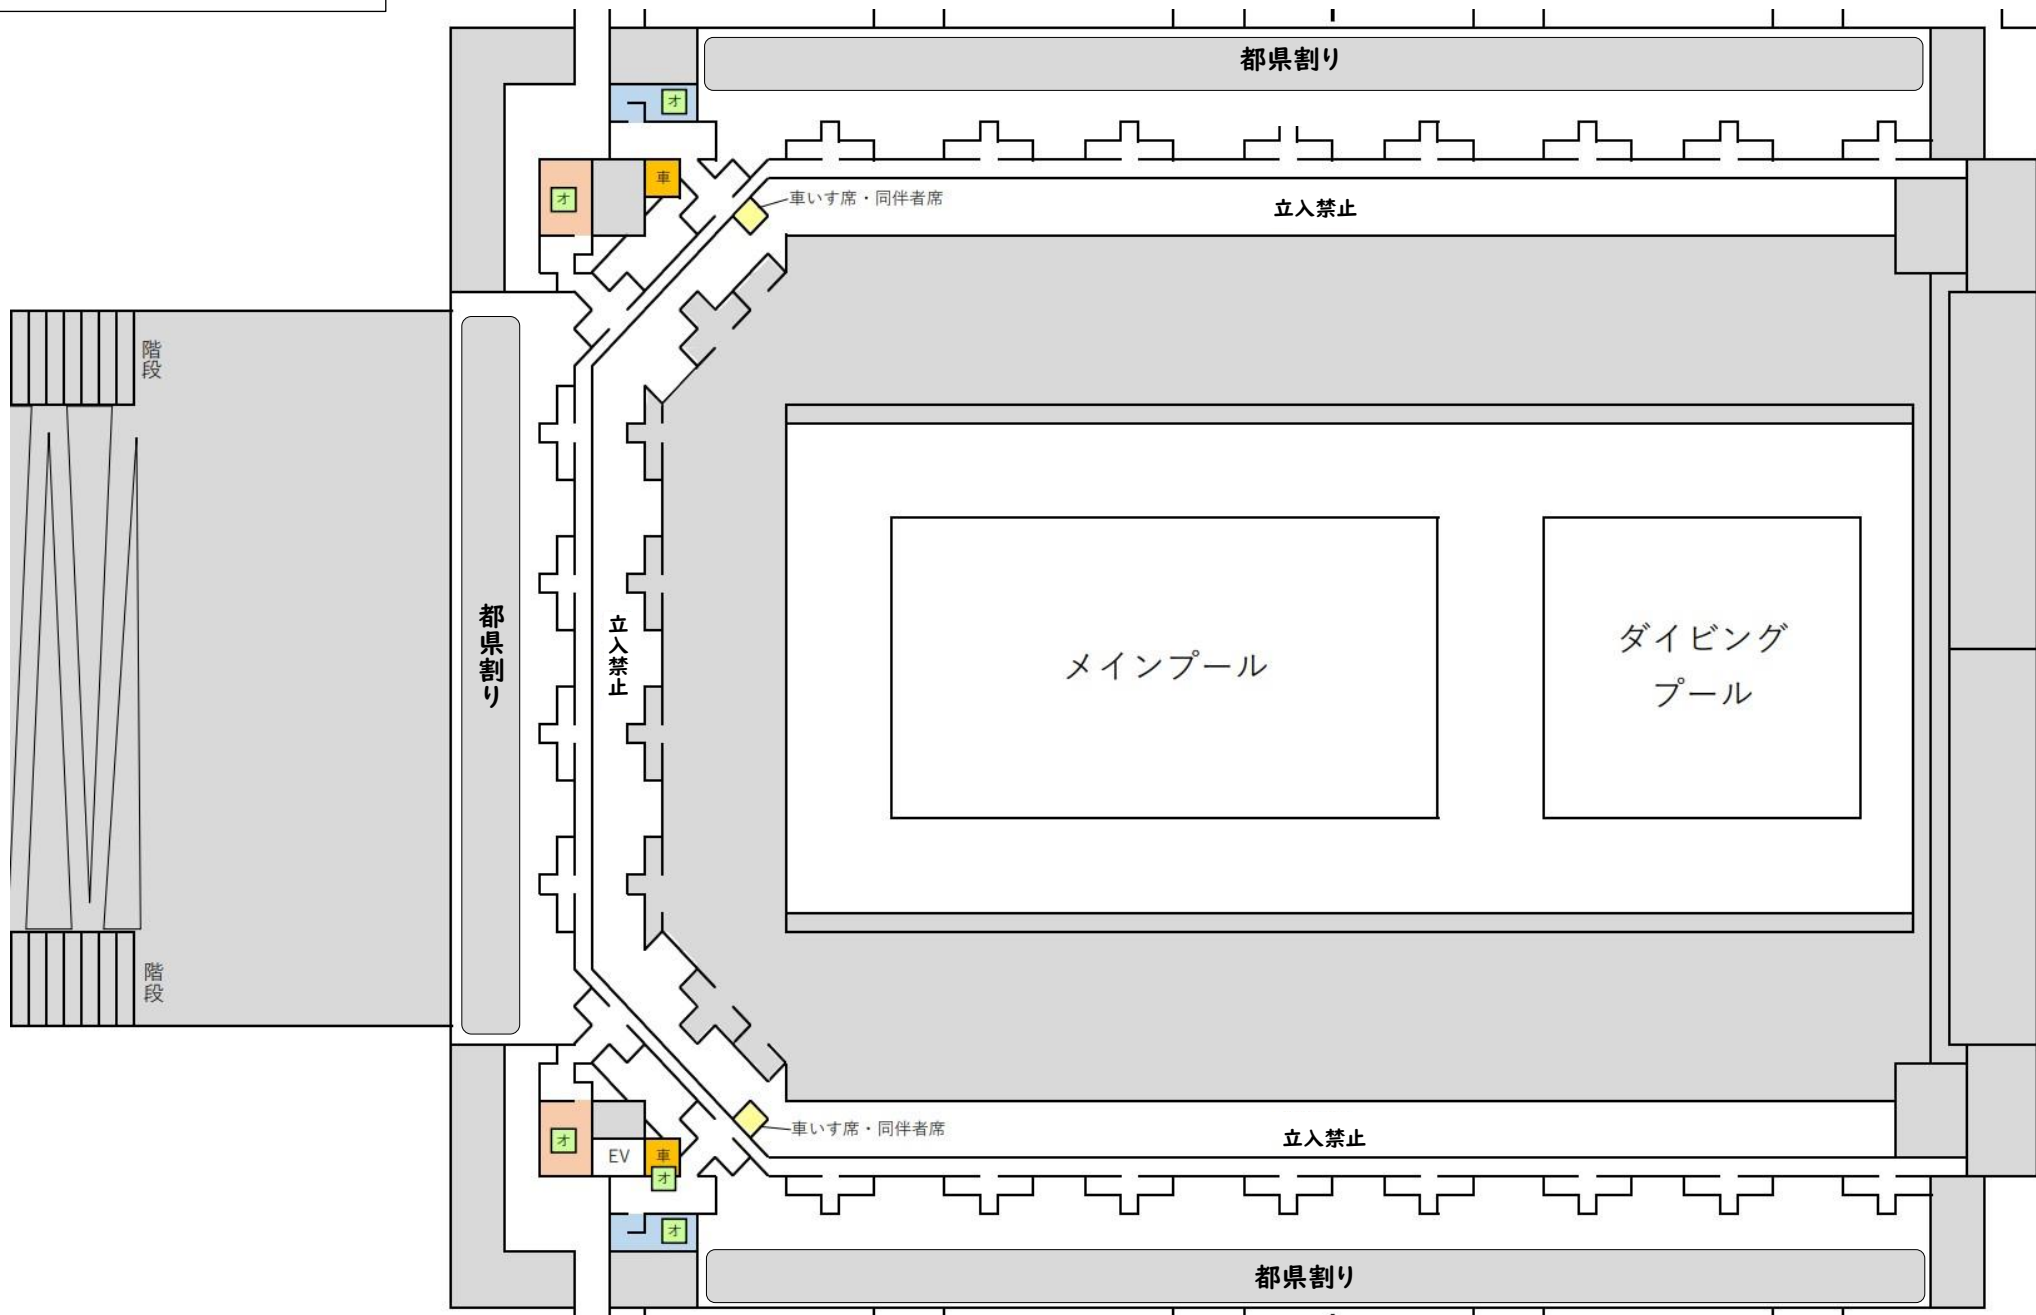 都県割り
オ
車
オ
車いす席・同伴者席
立入禁止
階段
都県割り
立入禁止
メインプール
ダイビング
プール
階段
車いす席・同伴者席
立入禁止
オ
EV
車
オ
オ
都県割り